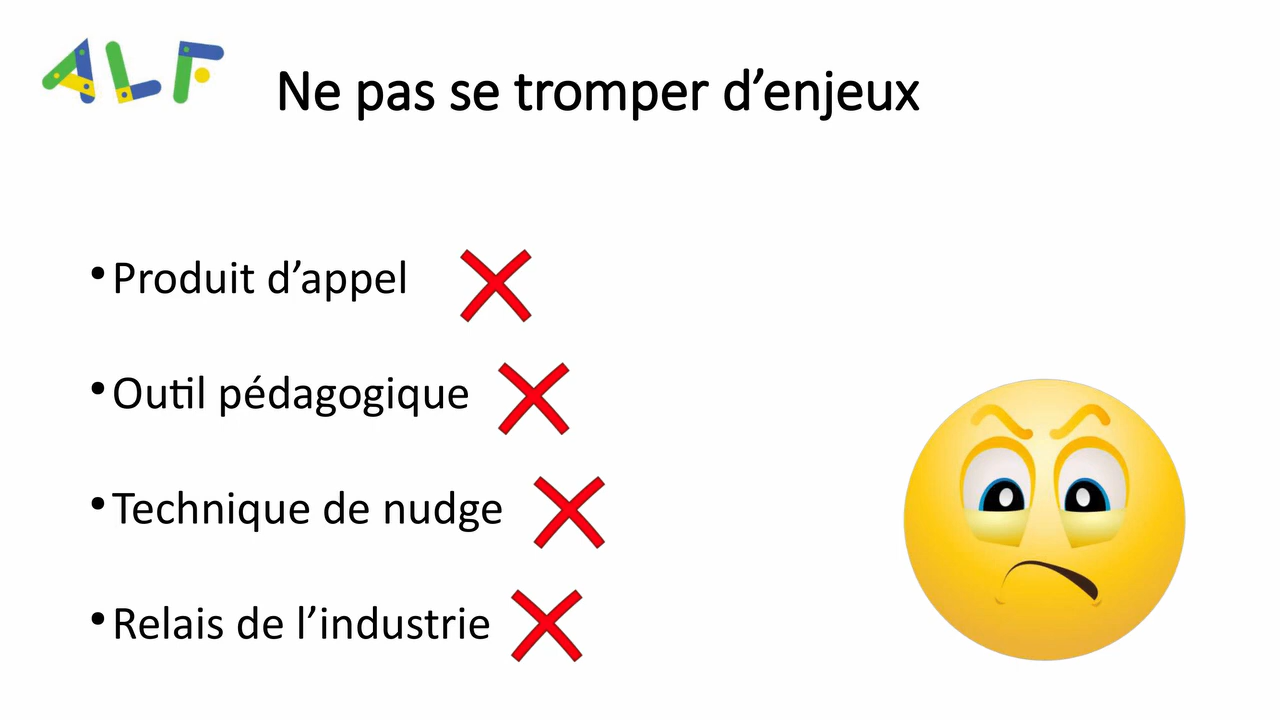 ALF
Ne pas se tromper d’enjeux
• Produit d’appel
• Outil pédagogique
• Technique de nudge
• Relais de l’industrie